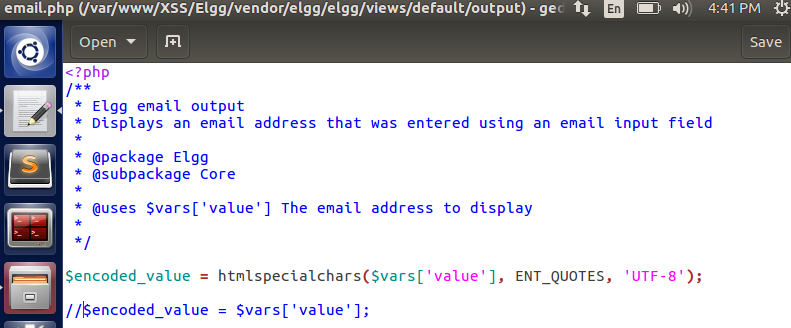 email.php (/var/www/XSS/Elgg/vendor/elgg/elgg/views/default/output) - ged
En
4:41 PM
Open
Save
<?php
/**
 * Elgg email output
 * Displays an email address that was entered using an email input field
 *
 * @package Elgg
 * @subpackage Core
 *
 * @uses $vars['value'] The email address to display
 *
 */
$encoded_value = htmlspecialchars($vars['value'], ENT_QUOTES, 'UTF-8');
//$encoded_value = $vars['value'];
S